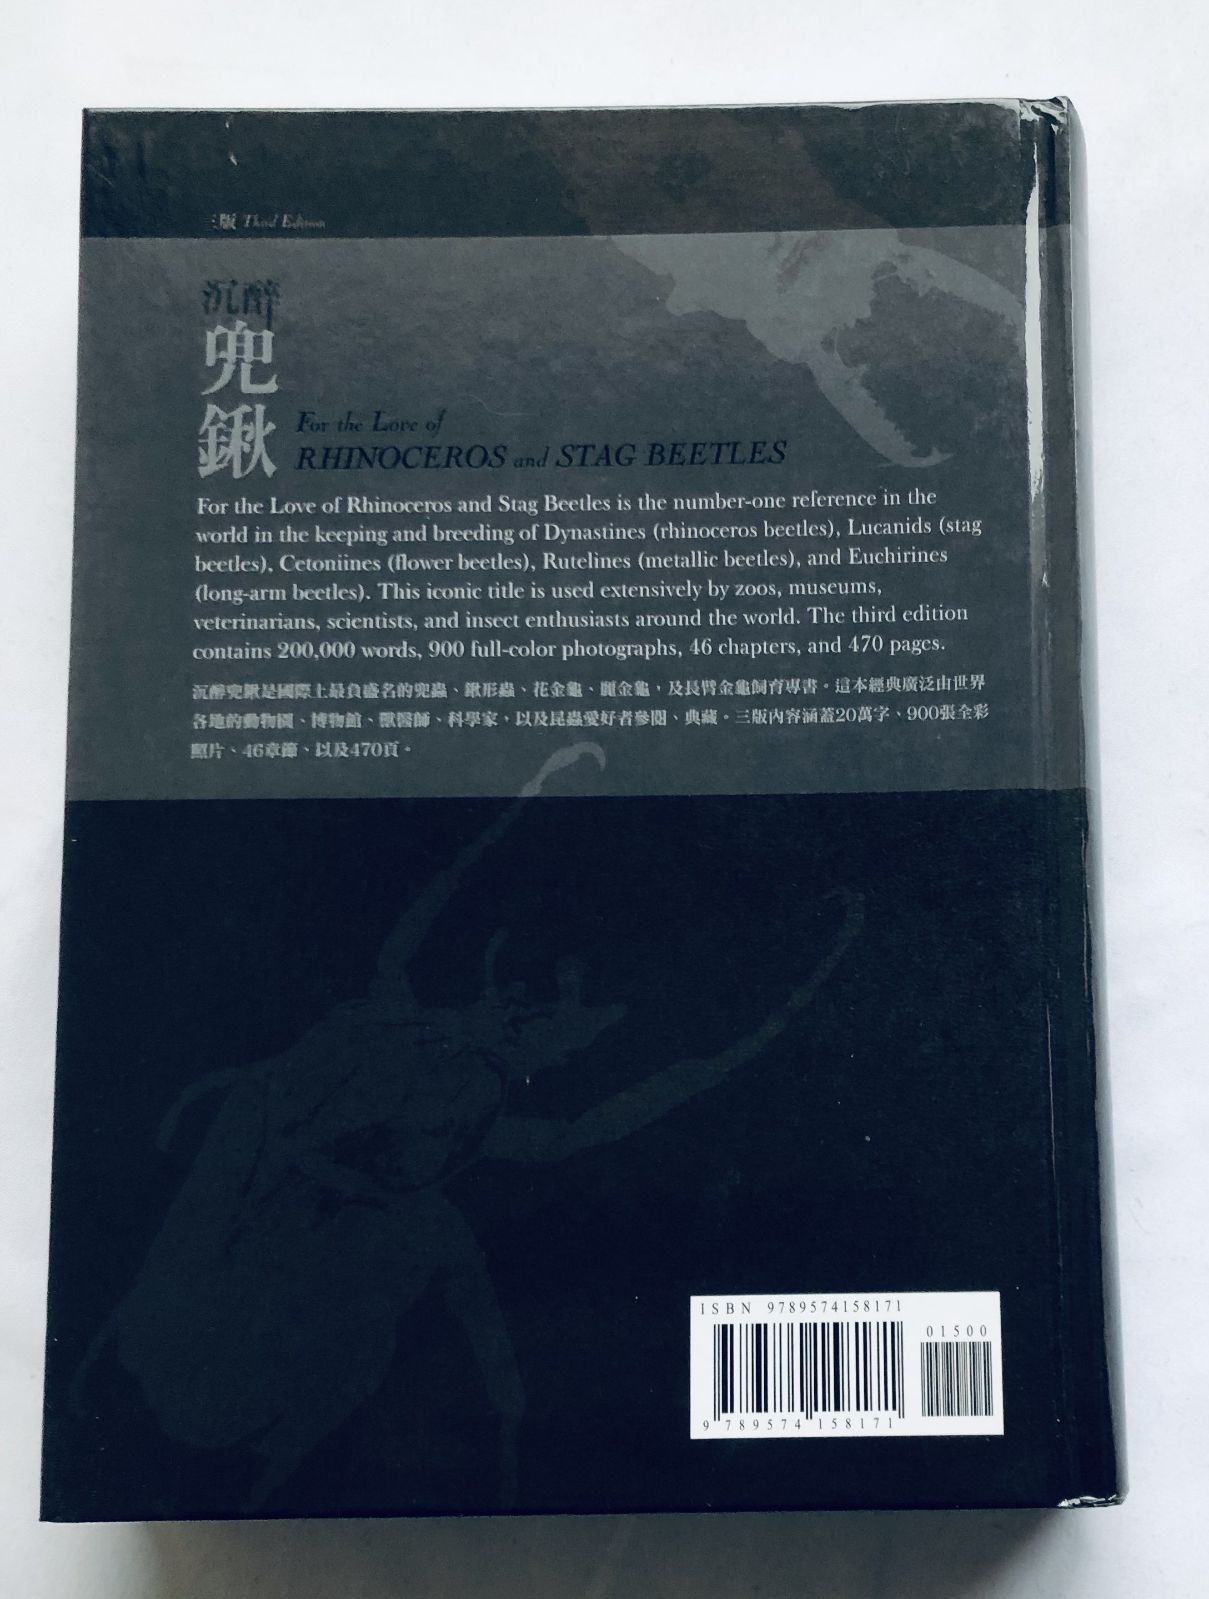 三版 Third Edition
沉醉
兜
鍬
For the Love of
RHINOCEROS and STAG BEETLES
For the Love of Rhinoceros and Stag Beetles is the number-one reference in the
world in the keeping and breeding of Dynastines (rhinoceros beetles), Lucanids (stag
beetles), Cetoniines (flower beetles), Rutelines (metallic beetles), and Euchirines
(long-arm beetles). This iconic title is used extensively by zoos, museums,
veterinarians, scientists, and insect enthusiasts around the world. The third edition
contains 200,000 words, 900 full-color photographs, 46 chapters, and 470 pages.
沉醉兜鍬是國際上最負盛名的兜蟲、鍬形蟲、花金龜、麗金龜，及長臂金龜飼育專書。這本經典廣泛由世界
各地的動物園、博物館、獸醫師、科學家，以及昆蟲愛好者參閱、典藏。三版內容涵蓋20萬字、900張全彩
照片、46章節、以及470頁。
ISBN 9789574158171
01500
9 789574 158171